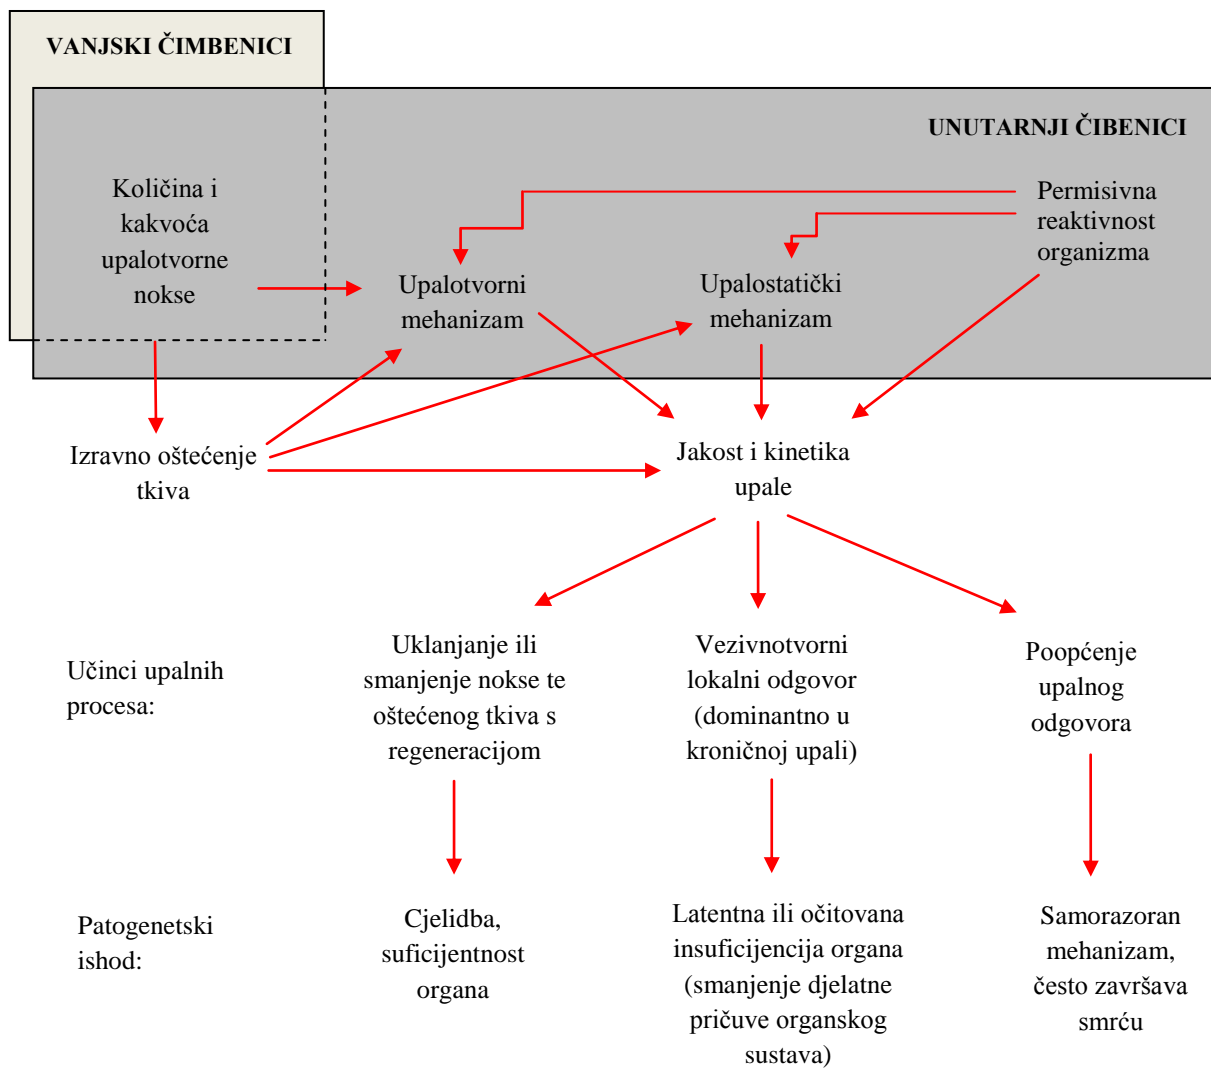 VANJSKI ČIMBENICI
UNUTARNJI ČIBENICI
Količina i
kakvoća
upalotvorne
nokse
Permisivna
reaktivnost
organizma
Upalotvorni
mehanizam
Upalostatički
mehanizam
Izravno oštećenje
tkiva
Jakost i kinetika
upale
Učinci upalnih
procesa:
Uklanjanje ili
smanjenje nokse te
oštećenog tkiva s
regeneracijom
Vezivnotvorni
lokalni odgovor
(dominantno u
kroničnoj upali)
Poopćenje
upalnog
odgovora
Patogenetski
ishod:
Cjelidba,
suficijentnost
organa
Latentna ili očitovana
insuficijencija organa
(smanjenje djelatne
pričuve organskog
sustava)
Samorazoran
mehanizam,
često završava
smrću